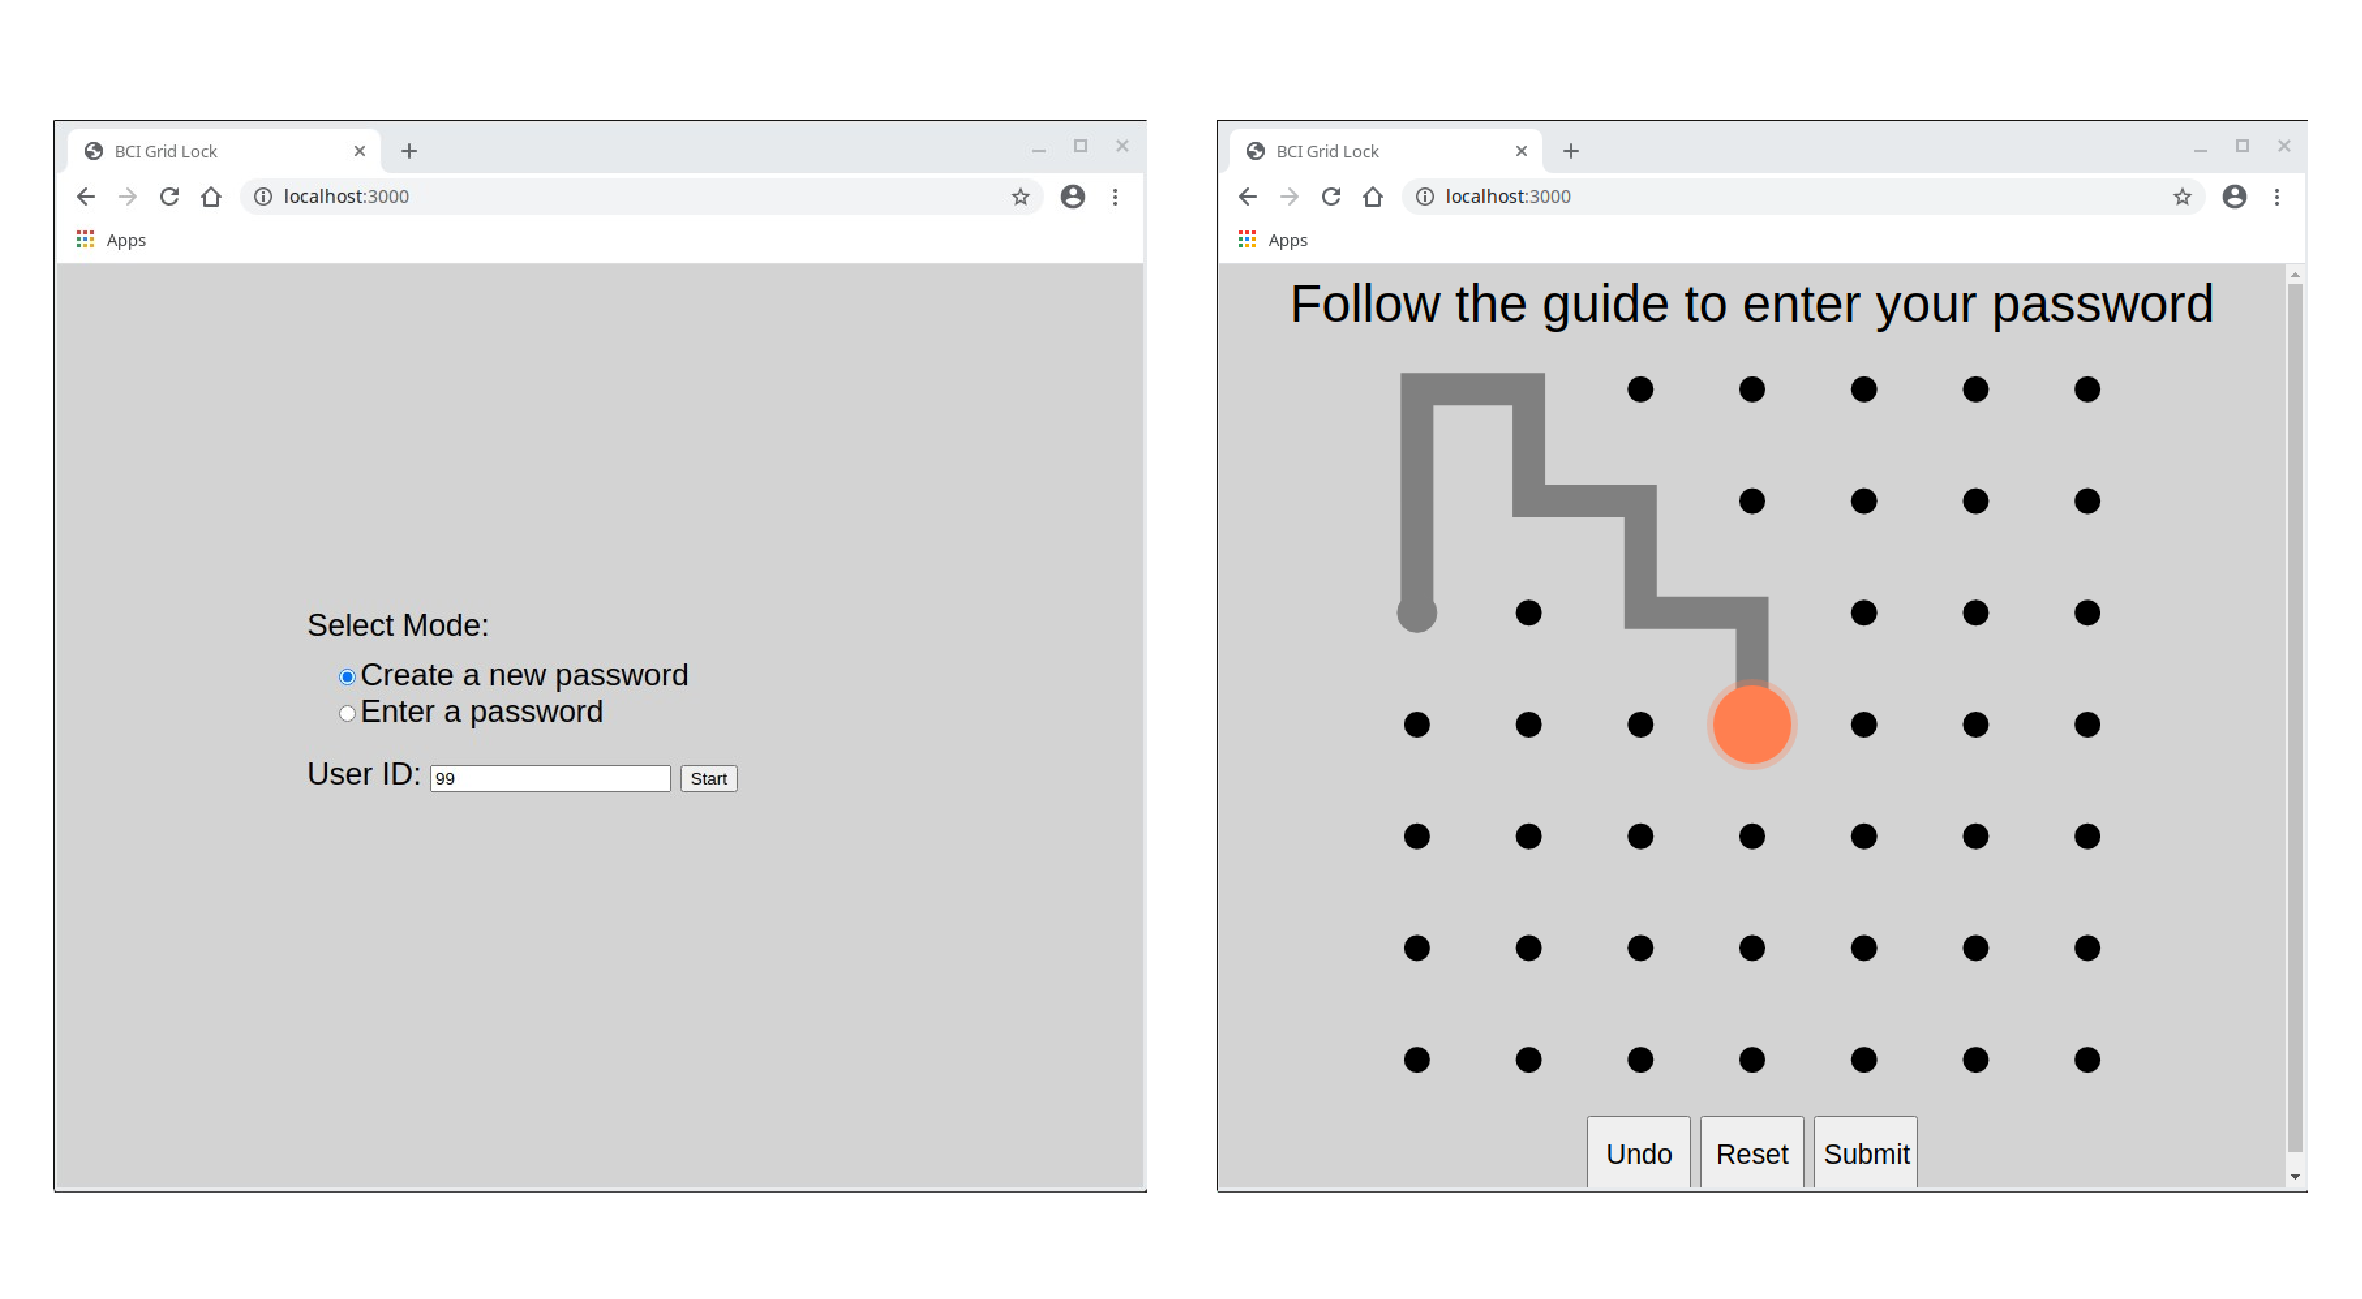 BCI Grid Lock
localhost:3000
Apps
Select Mode:
Create a new password
Enter a password
User ID: 99 Start
BCI Grid Lock
localhost:3000
Apps
Follow the guide to enter your password
Undo Reset Submit